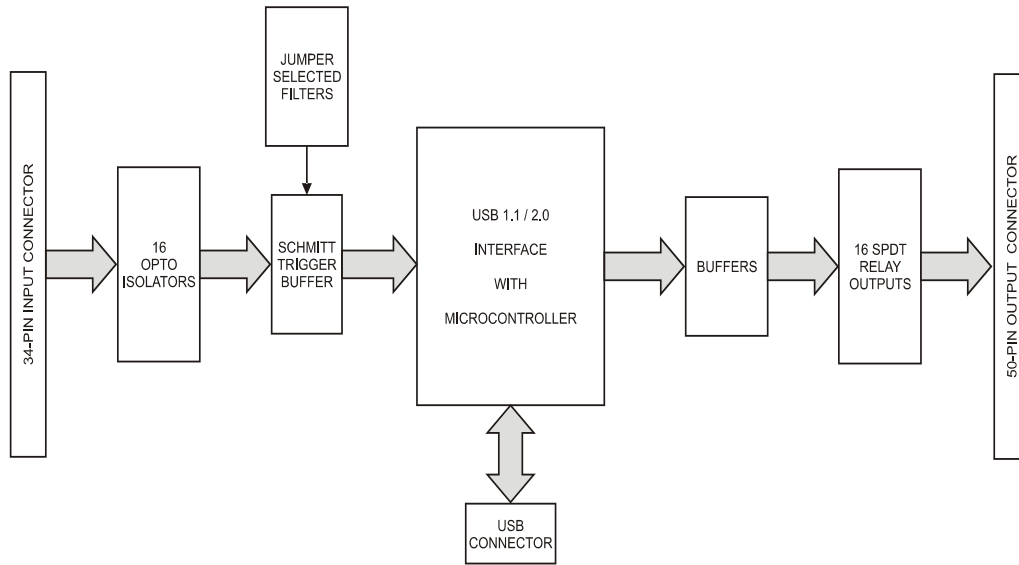 JUMPER
SELECTED
FILTERS
34-PIN INPUT CONNECTOR
16
OPTO
ISOLATORS
SCHMITT
TRIGGER
BUFFER
USB 1.1 / 2.0
INTERFACE
WITH
MICROCONTROLLER
BUFFERS
16 SPDT
RELAY
OUTPUTS
50-PIN OUTPUT CONNECTOR
USB
CONNECTOR